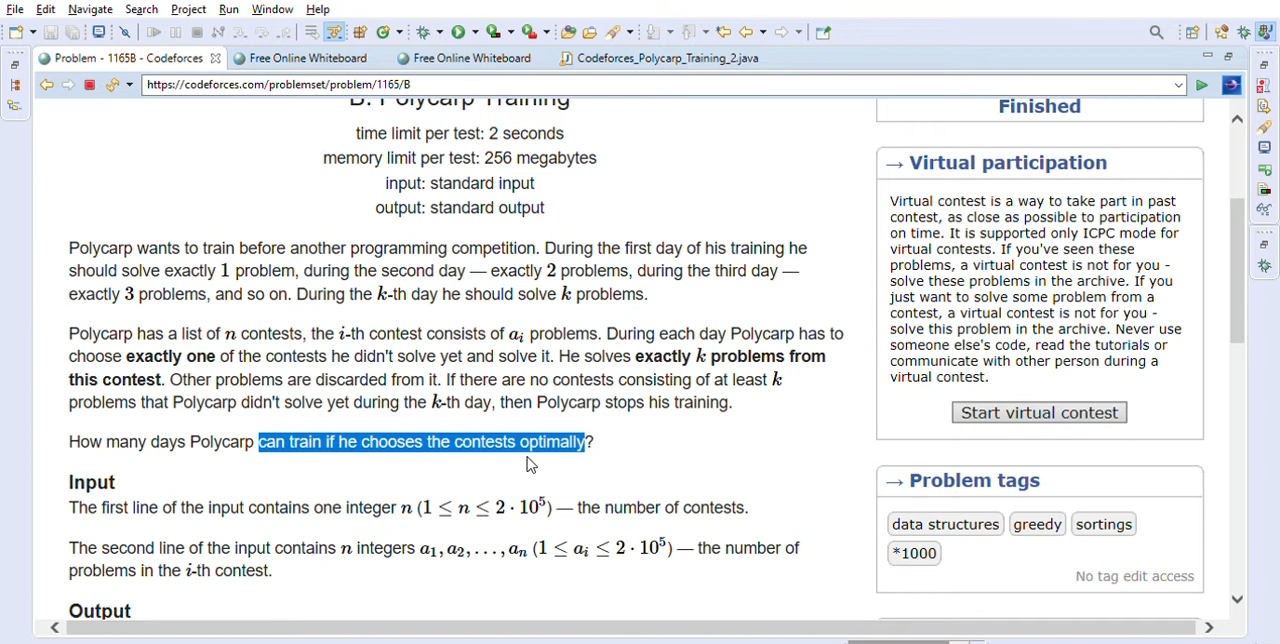 File Edit Navigate Search Project Run Window Help
Problem - 1165B - Codeforces Free Online Whiteboard Free Online Whiteboard Codeforces_Polycarp_Training_2.java
https://codeforces.com/problemset/problem/1165/B
B. Polycarp Training
time limit per test: 2 seconds
memory limit per test: 256 megabytes
input: standard input
output: standard output
Polycarp wants to train before another programming competition. During the first day of his training he
should solve exactly 1 problem, during the second day — exactly 2 problems, during the third day —
exactly 3 problems, and so on. During the k-th day he should solve k problems.
Polycarp has a list of n contests, the i-th contest consists of a_i problems. During each day Polycarp has to
choose exactly one of the contests he didn't solve yet and solve it. He solves exactly k problems from
this contest. Other problems are discarded from it. If there are no contests consisting of at least k
problems that Polycarp didn't solve yet during the k-th day, then Polycarp stops his training.
How many days Polycarp can train if he chooses the contests optimally?
Input
The first line of the input contains one integer n (1 ≤ n ≤ 2 · 10^5) — the number of contests.
The second line of the input contains n integers a_1, a_2, . . . , a_n (1 ≤ a_i ≤ 2 · 10^5) — the number of
problems in the i-th contest.
Output
Finished
→ Virtual participation
Virtual contest is a way to take part in past
contest, as close as possible to participation
on time. It is supported only ICPC mode for
virtual contests. If you've seen these
problems, a virtual contest is not for you -
solve these problems in the archive. If you
just want to solve some problem from a
contest, a virtual contest is not for you -
solve this problem in the archive. Never use
someone else's code, read the tutorials or
communicate with other person during a
virtual contest.
Start virtual contest
→ Problem tags
data structures greedy sortings
*1000
No tag edit access